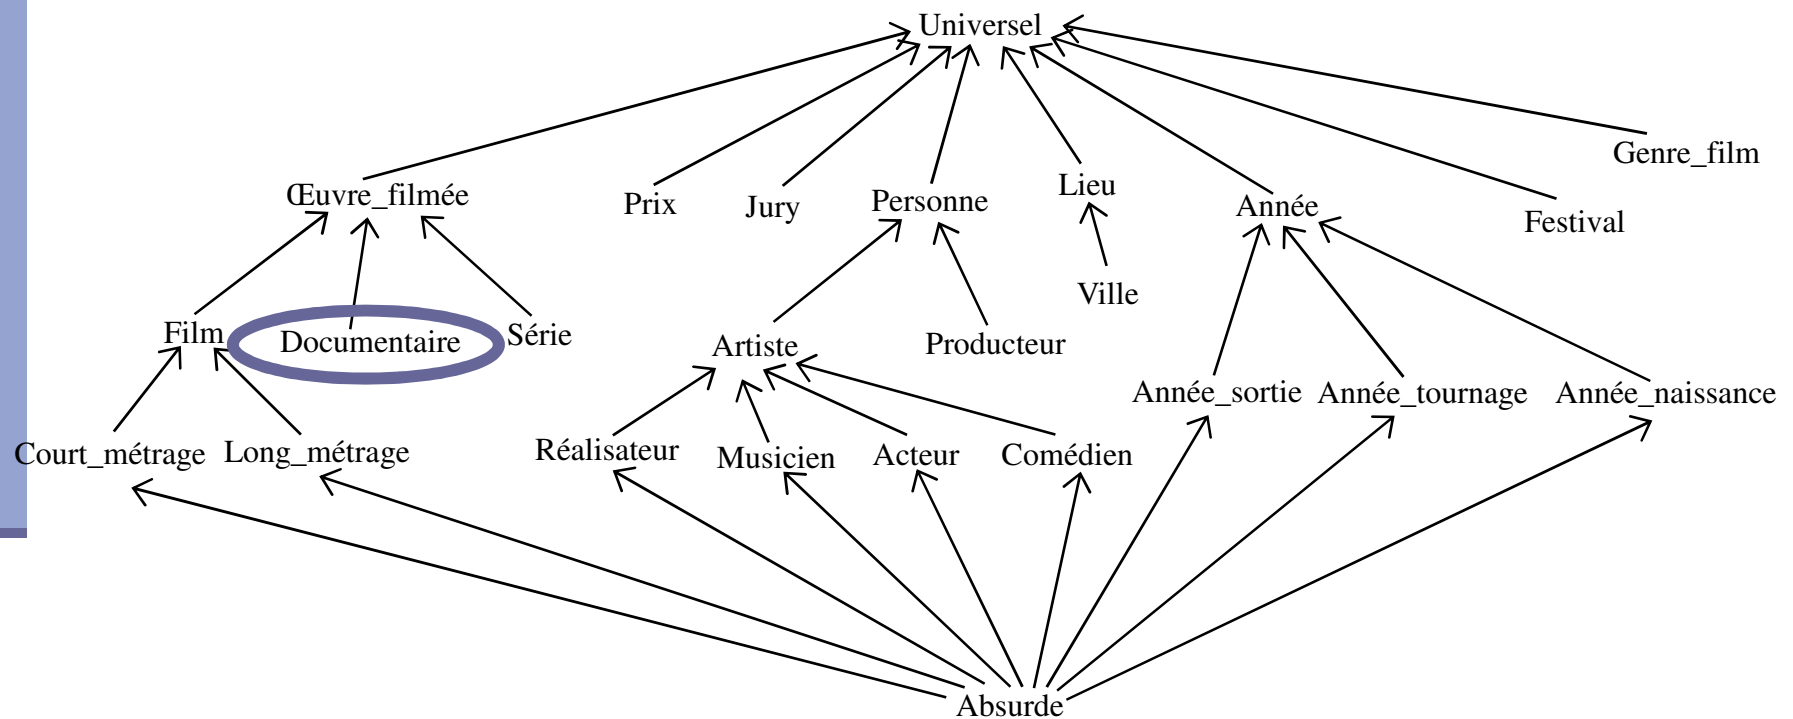 Universel
Genre_film
Œuvre_filmée
Prix
Jury
Personne
Lieu
Année
Festival
Ville
Film
Documentaire
Série
Artiste
Producteur
Année_sortie
Année_tournage
Année_naissance
Court_métrage
Long_métrage
Réalisateur
Musicien
Acteur
Comédien
Absurde